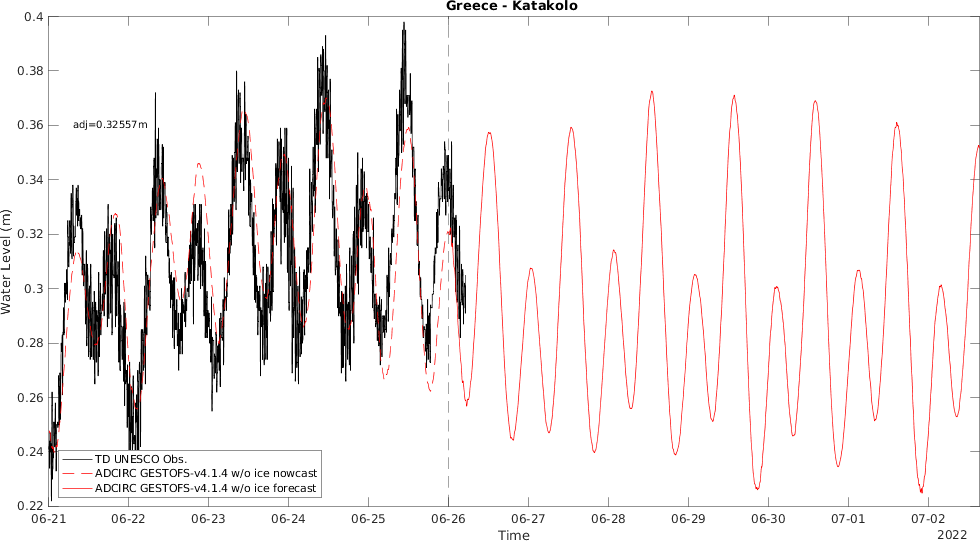 Greece - Katakolo
0.4
0.38
0.36
0.34
0.32
0.3
0.28
0.26
0.24
0.22
Water Level (m)
adj=0.32557m
TD UNESCO Obs.
ADCIRC GESTOFS-v4.1.4 w/o ice nowcast
ADCIRC GESTOFS-v4.1.4 w/o ice forecast
06-21 06-22 06-23 06-24 06-25 06-26 06-27 06-28 06-29 06-30 07-01 07-02
Time
2022